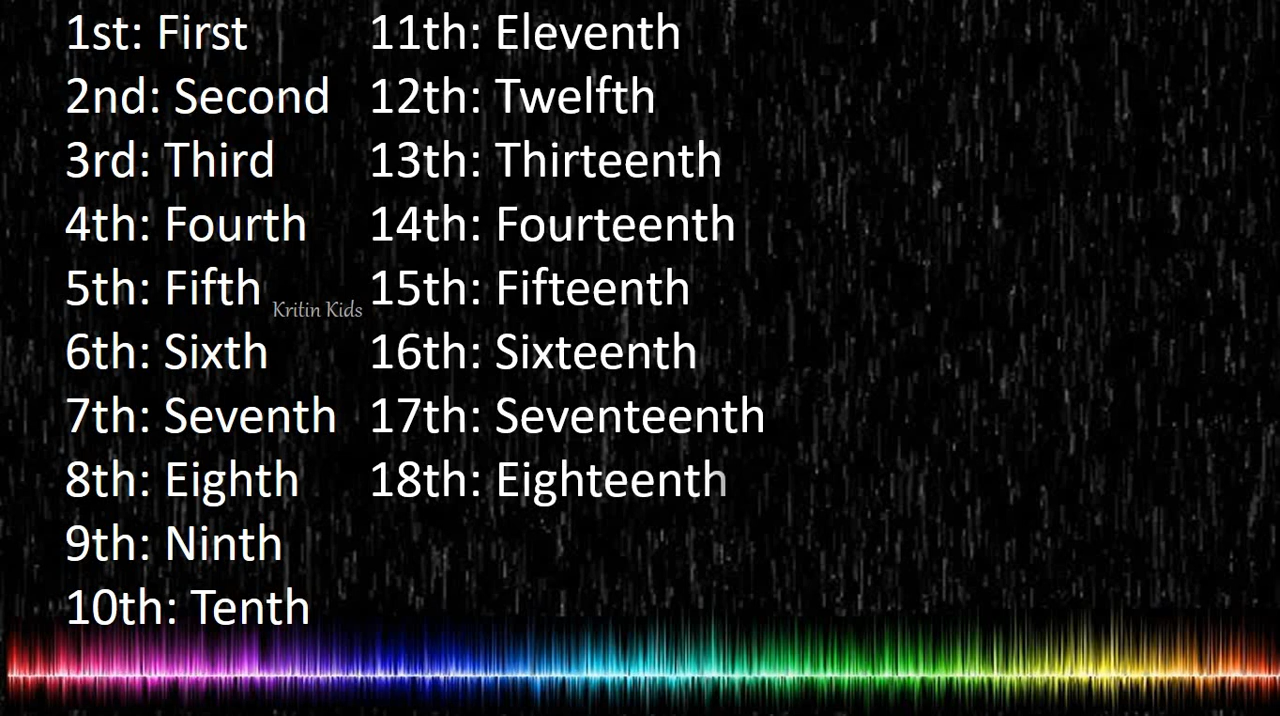 1st: First
2nd: Second
3rd: Third
4th: Fourth
5th: Fifth
6th: Sixth
7th: Seventh
8th: Eighth
9th: Ninth
10th: Tenth
Kritin Kids
11th: Eleventh
12th: Twelfth
13th: Thirteenth
14th: Fourteenth
15th: Fifteenth
16th: Sixteenth
17th: Seventeenth
18th: Eighteenth